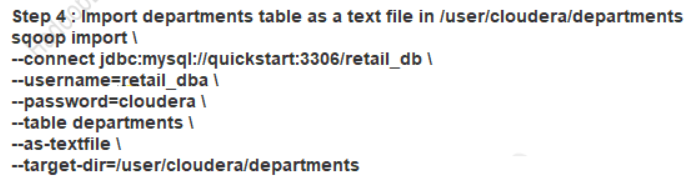 Step 4 : Import departments table as a text file in /user/cloudera/departments
sqoop import \
--connect jdbc:mysql://quickstart:3306/retail_db \
--username=retail_dba \
--password=cloudera \
--table departments \
--as-textfile \
--target-dir=/user/cloudera/departments